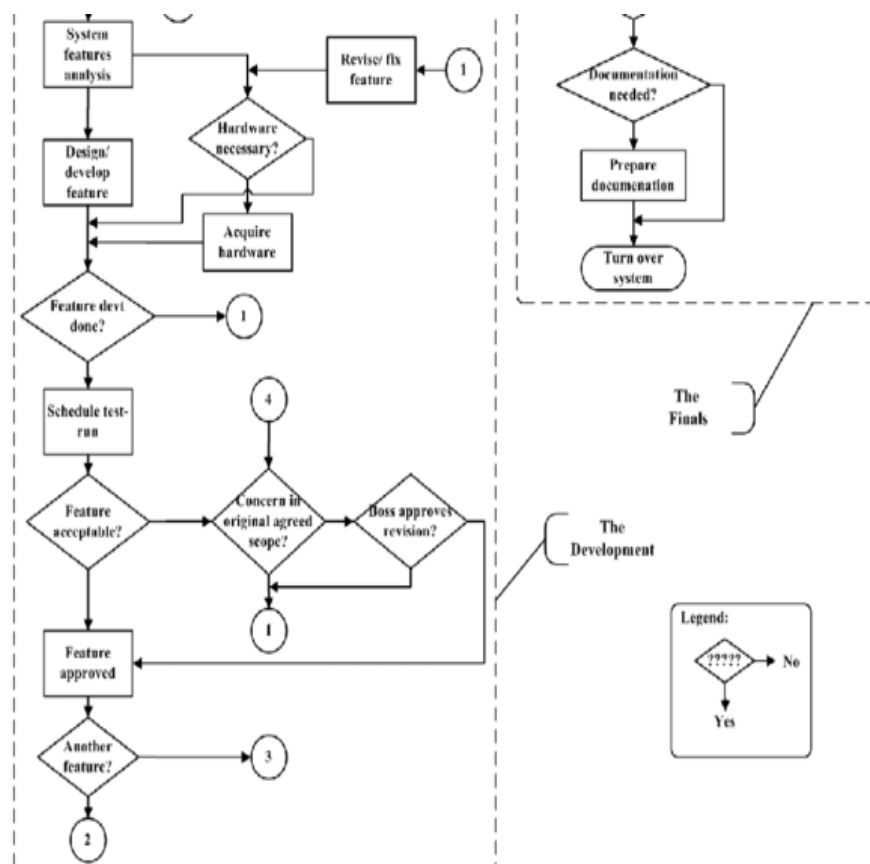 System
features
analysis
Revise/ fix
feature
1
Hardware
necessary?
Design/
develop
feature
Acquire
hardware
Feature devt
done?
1
Schedule test-
run
4
Feature
acceptable?
Concern in
original agreed
scope?
Boss approves
revision?
1
Feature
approved
Another
feature?
3
2
Documentation
needed?
Prepare
documenation
Turn over
system
The
Finals
The
Development
Legend:
?????
No
Yes